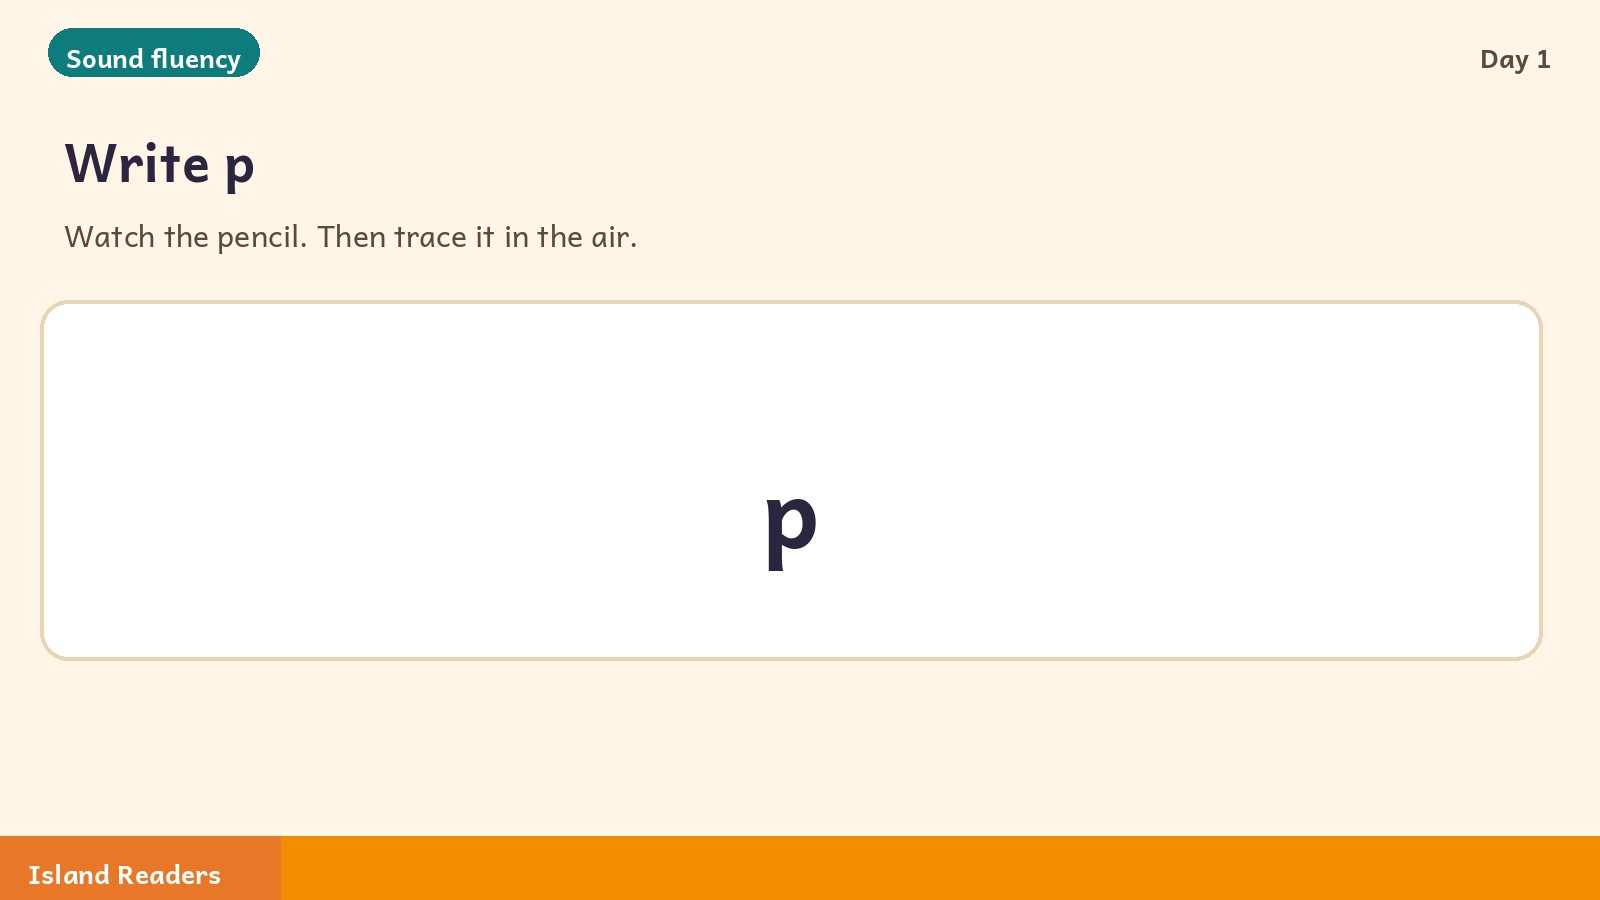 Sound fluency
Day 1
Write p
Watch the pencil. Then trace it in the air.
p
Island Readers